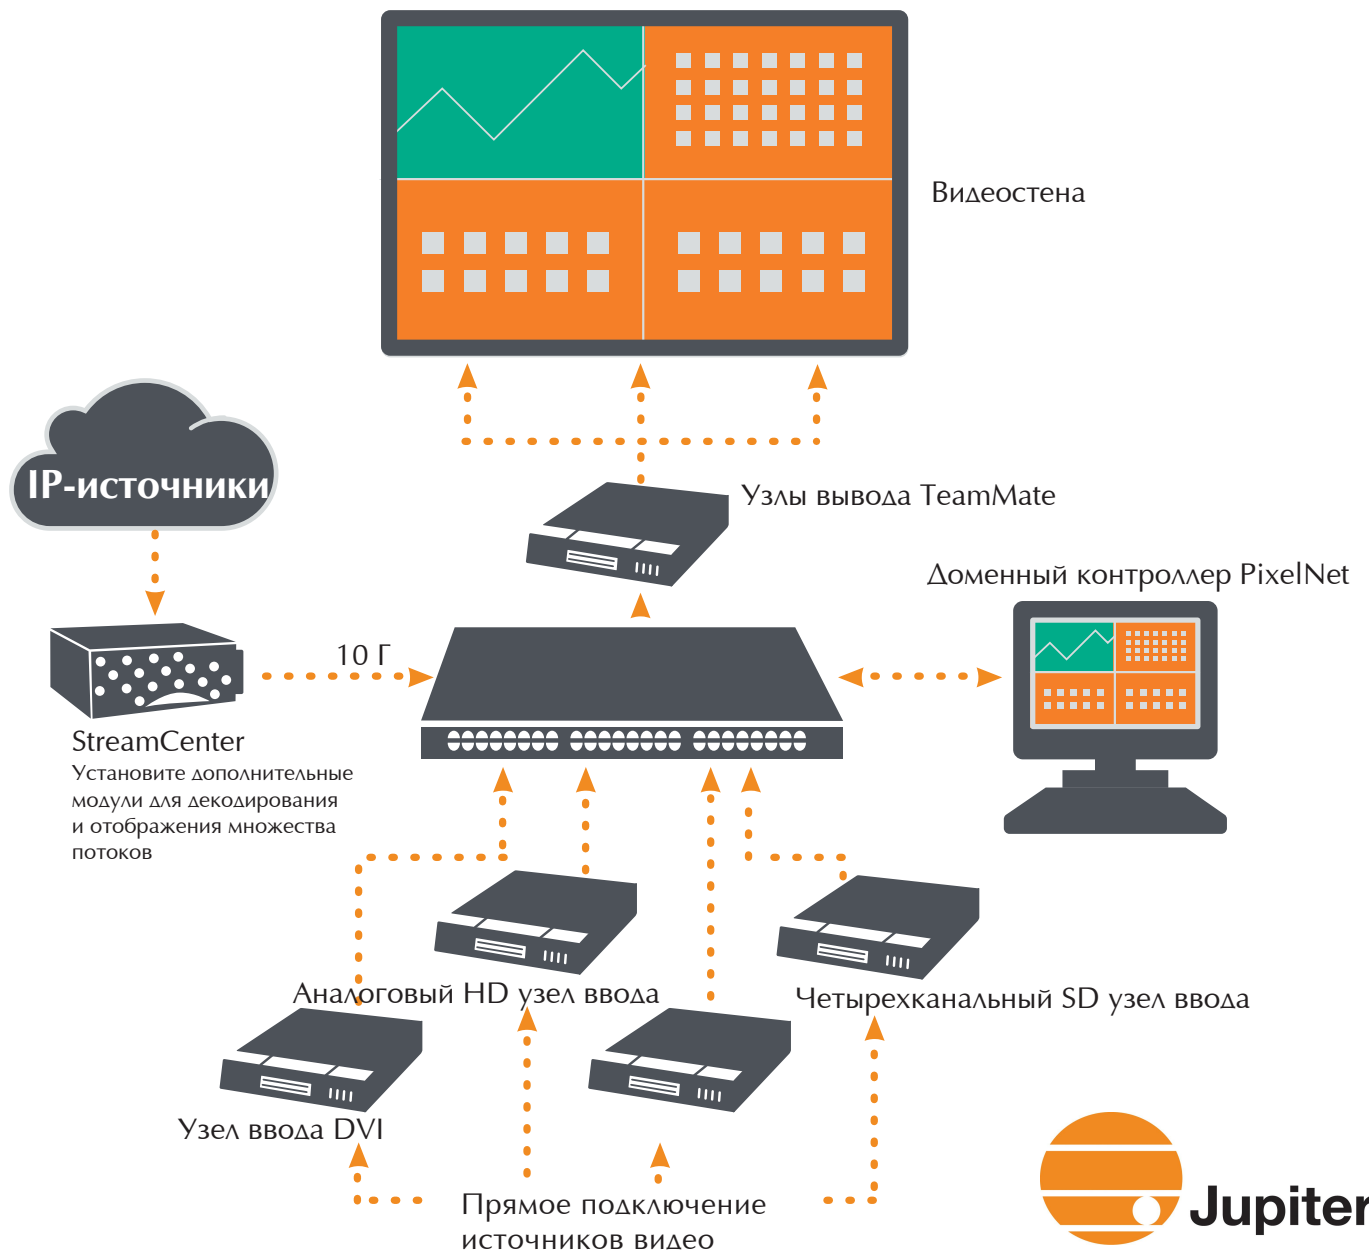 Видеостена
IP-источники
Узлы вывода TeamMate
Доменный контроллер PixelNet
10 Г
StreamCenter
Установите дополнительные
модули для декодирования
и отображения множества
потоков
Аналоговый HD узел ввода
Четырехканальный SD узел ввода
Узел ввода DVI
Прямое подключение
источников видео
Jupiter